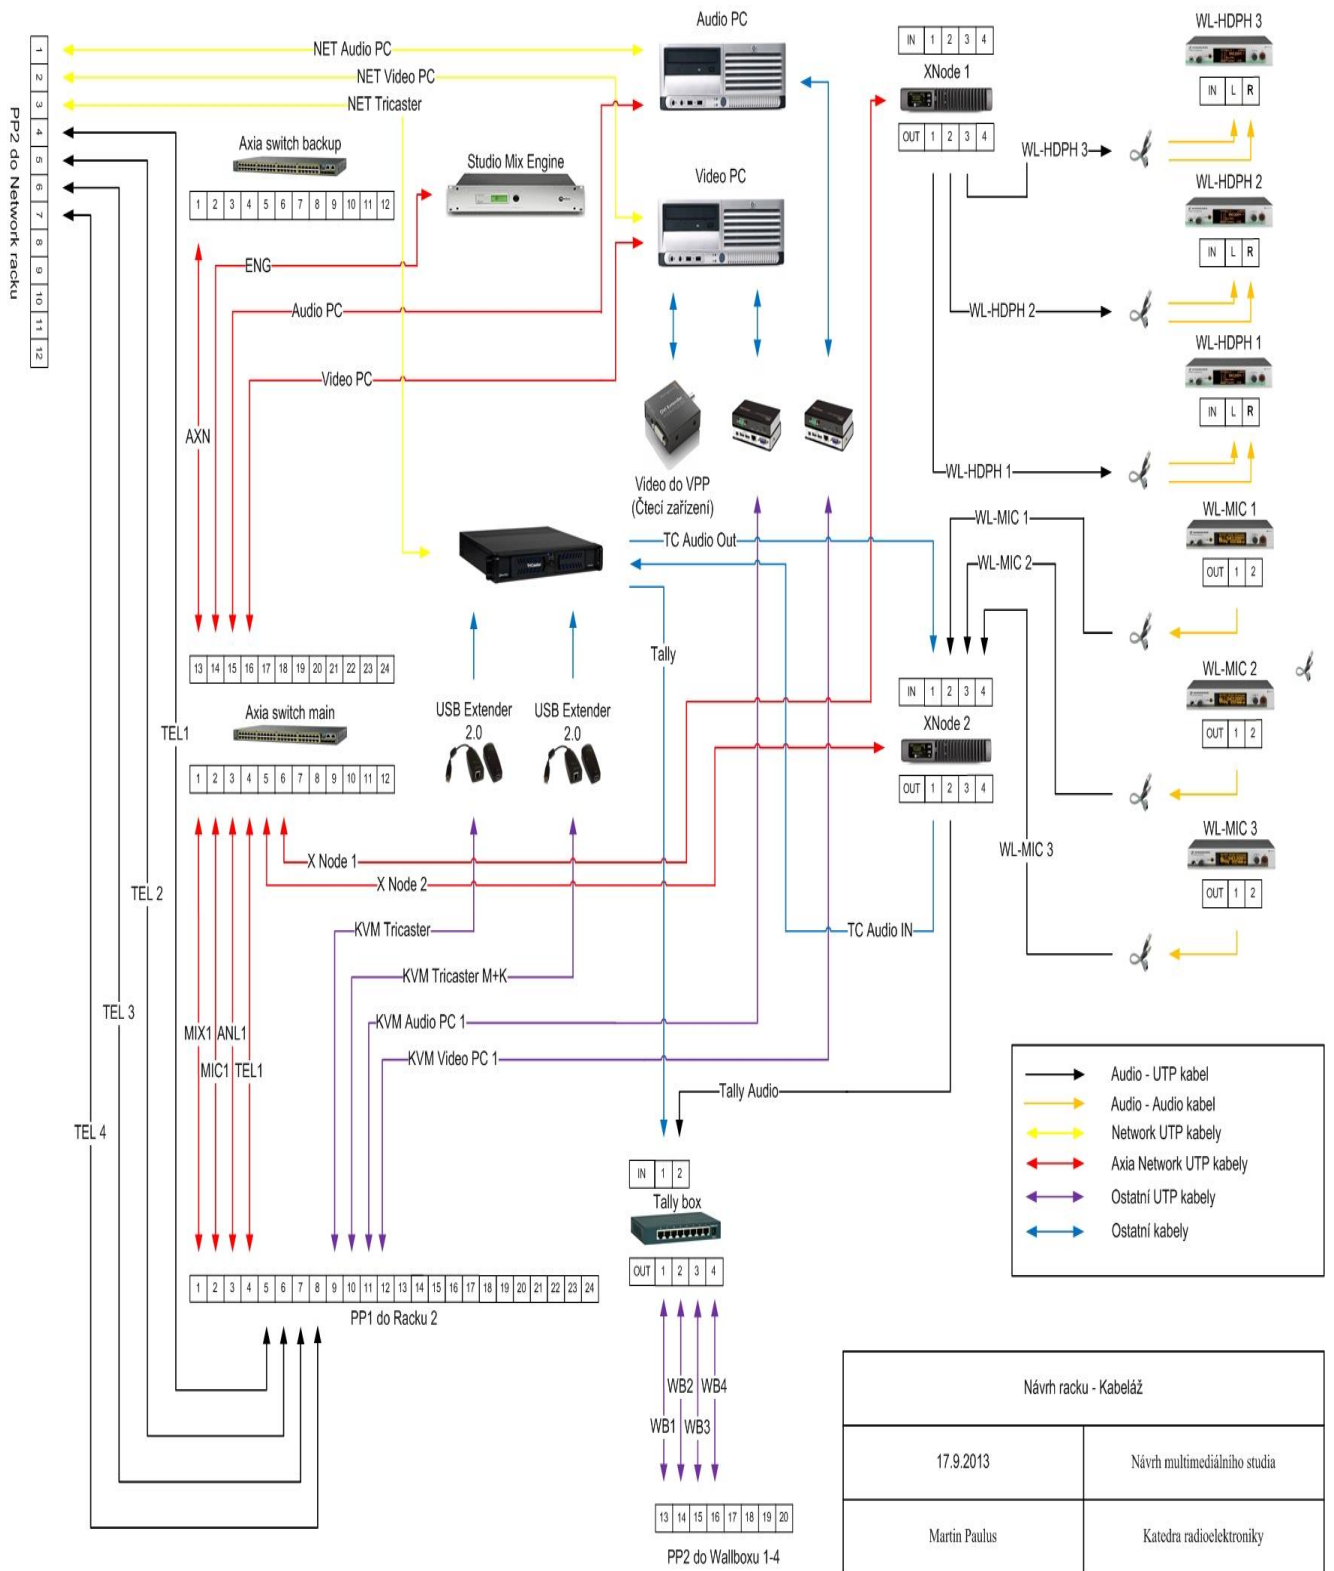 Audio PC
WL-HDPH 3
IN 1 2 3 4
XNode 1
IN L R
OUT 1 2 3 4
WL-HDPH 3
WL-HDPH 2
IN L R
WL-HDPH 2
WL-HDPH 1
IN L R
WL-HDPH 1
PP2 do Network racku
1
2
3
4
5
6
7
8
9
10
11
12
NET Audio PC
NET Video PC
NET Tricaster
Axia switch backup
1 2 3 4 5 6 7 8 9 10 11 12
Studio Mix Engine
Video PC
ENG
Audio PC
Video PC
AXN
Video do VPP
(Čtecí zařízení)
TC Audio Out
WL-MIC 1
WL-MIC 2
WL-MIC 1
OUT 1 2
TriCaster
Tally
13 14 15 16 17 18 19 20 21 22 23 24
Axia switch main
1 2 3 4 5 6 7 8 9 10 11 12
USB Extender
2.0
USB Extender
2.0
IN 1 2 3 4
XNode 2
OUT 1 2 3 4
WL-MIC 2
OUT 1 2
WL-MIC 3
WL-MIC 3
OUT 1 2
TEL1
TEL 2
TEL 3
TEL 4
X Node 1
X Node 2
KVM Tricaster
TC Audio IN
KVM Tricaster M+K
KVM Audio PC 1
KVM Video PC 1
MIX1
ANL1
MIC1
TEL1
Tally Audio
IN 1 2
Tally box
OUT 1 2 3 4
1 2 3 4 5 6 7 8 9 10 11 12 13 14 15 16 17 18 19 20 21 22 23 24
PP1 do Racku 2
WB2
WB4
WB1
WB3
13 14 15 16 17 18 19 20
PP2 do Wallboxu 1-4
Audio - UTP kabel
Audio - Audio kabel
Network UTP kabely
Axia Network UTP kabely
Ostatní UTP kabely
Ostatní kabely
Návrh racku - Kabeláž
17.9.2013
Návrh multimediálního studia
Martin Paulus
Katedra radioelektroniky